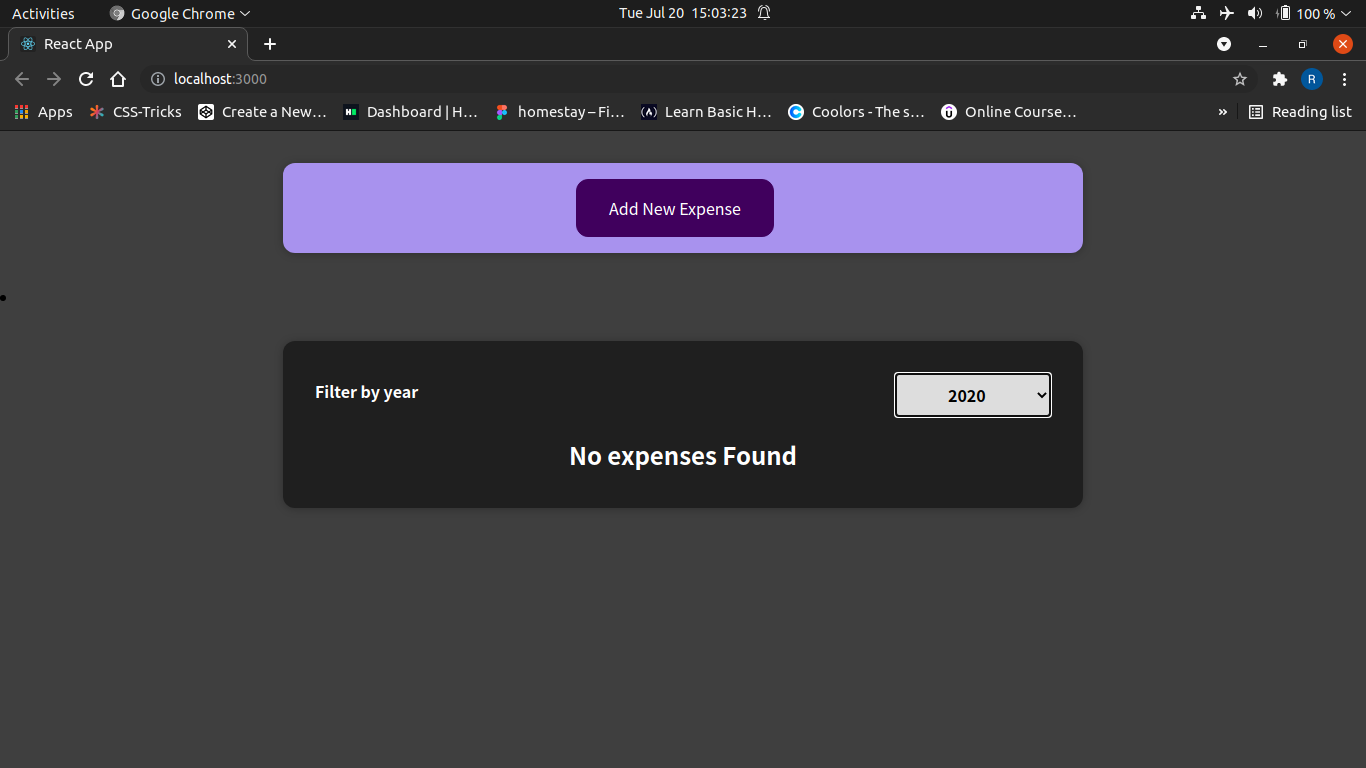 Activities Google Chrome Tue Jul 20 15:03:23 100 %
React App
localhost:3000 R
Apps CSS-Tricks Create a New… Dashboard | H… homestay – Fi… Learn Basic H… Coolors - The s… Online Course… » Reading list
Add New Expense
Filter by year 2020
No expenses Found